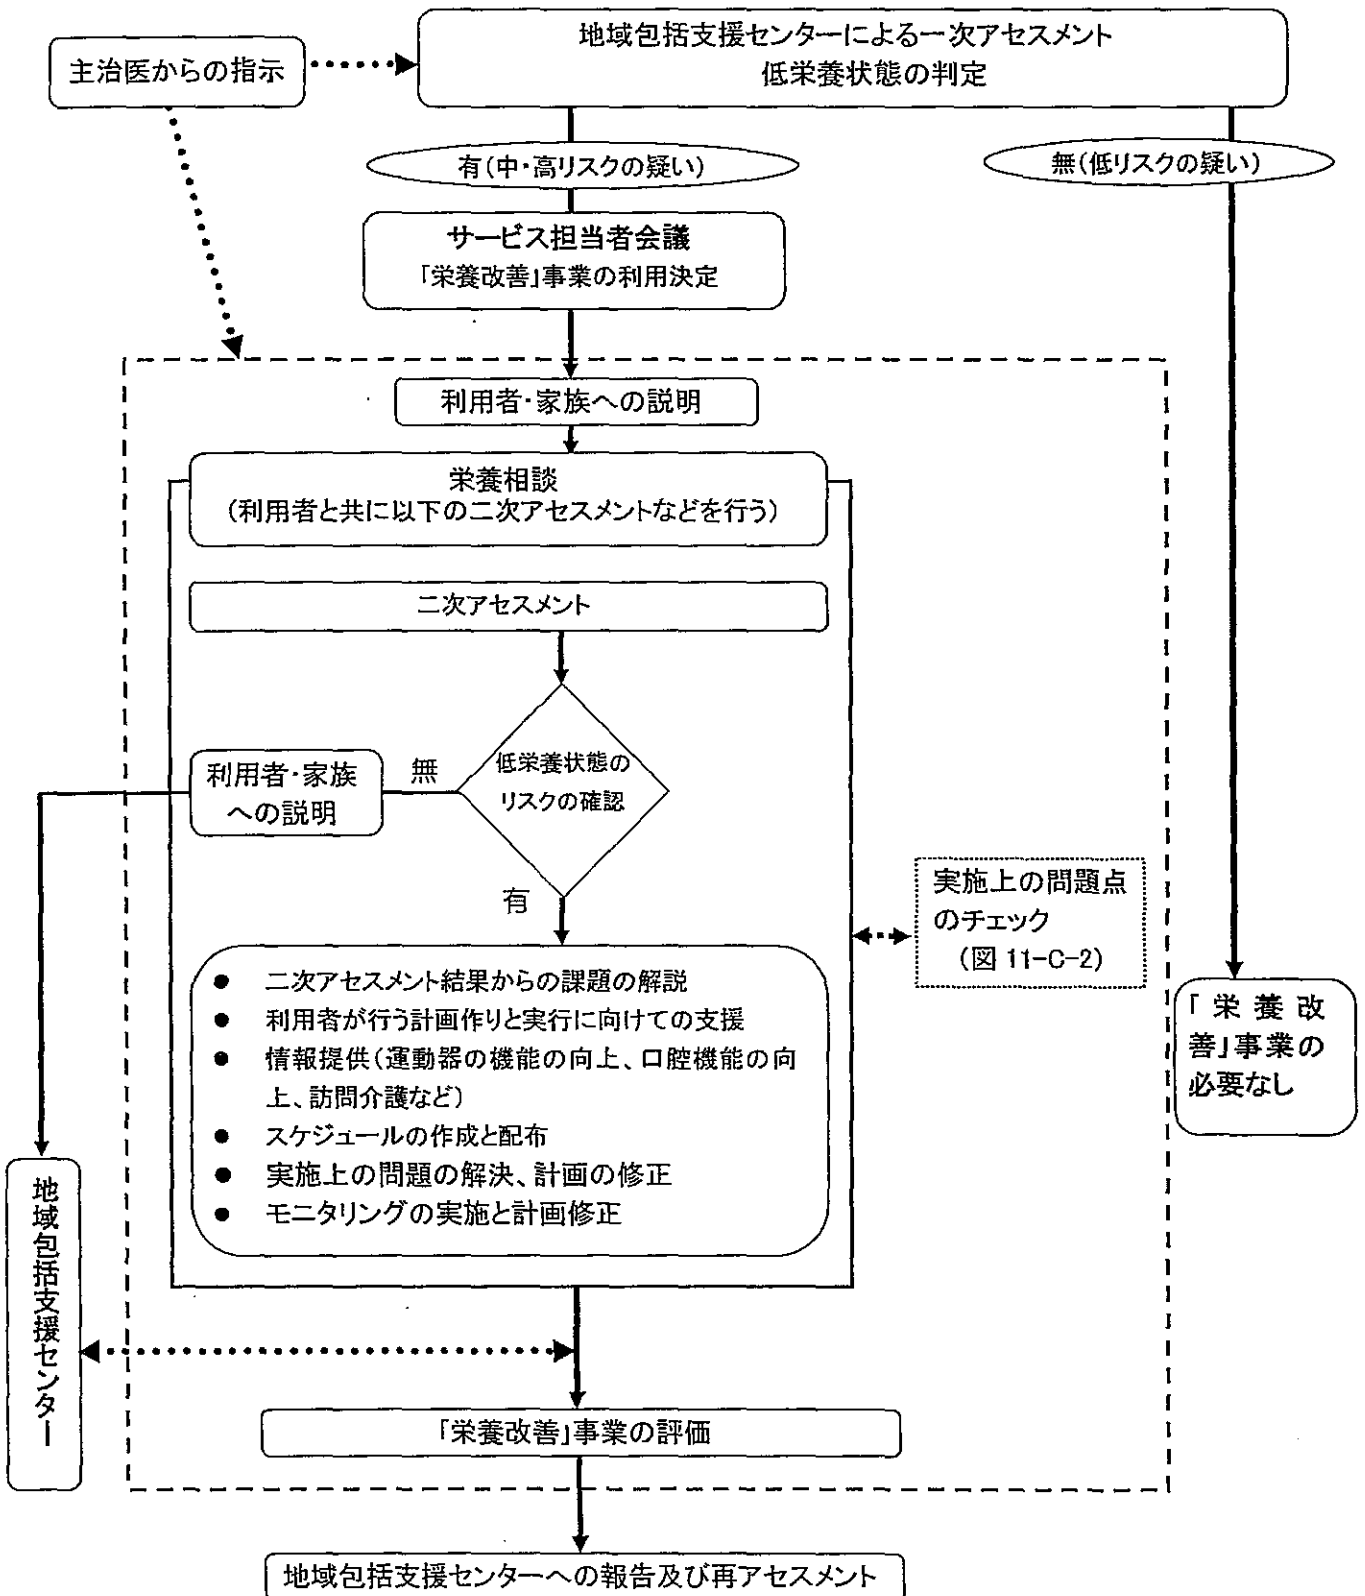 主治医からの指示
地域包括支援センターによる一次アセスメント
低栄養状態の判定
有(中・高リスクの疑い)
無(低リスクの疑い)
サービス担当者会議
「栄養改善」事業の利用決定
利用者・家族への説明
栄養相談
(利用者と共に以下の二次アセスメントなどを行う)
二次アセスメント
低栄養状態の
リスクの確認
無
利用者・家族
への説明
有
実施上の問題点
のチェック
(図 11-C-2)
● 二次アセスメント結果からの課題の解説
● 利用者が行う計画作りと実行に向けての支援
● 情報提供(運動器の機能の向上、口腔機能の向
上、訪問介護など)
● スケジュールの作成と配布
● 実施上の問題の解決、計画の修正
● モニタリングの実施と計画修正
「栄養改
善」事業の
必要なし
地域包括支援センター
「栄養改善」事業の評価
地域包括支援センターへの報告及び再アセスメント